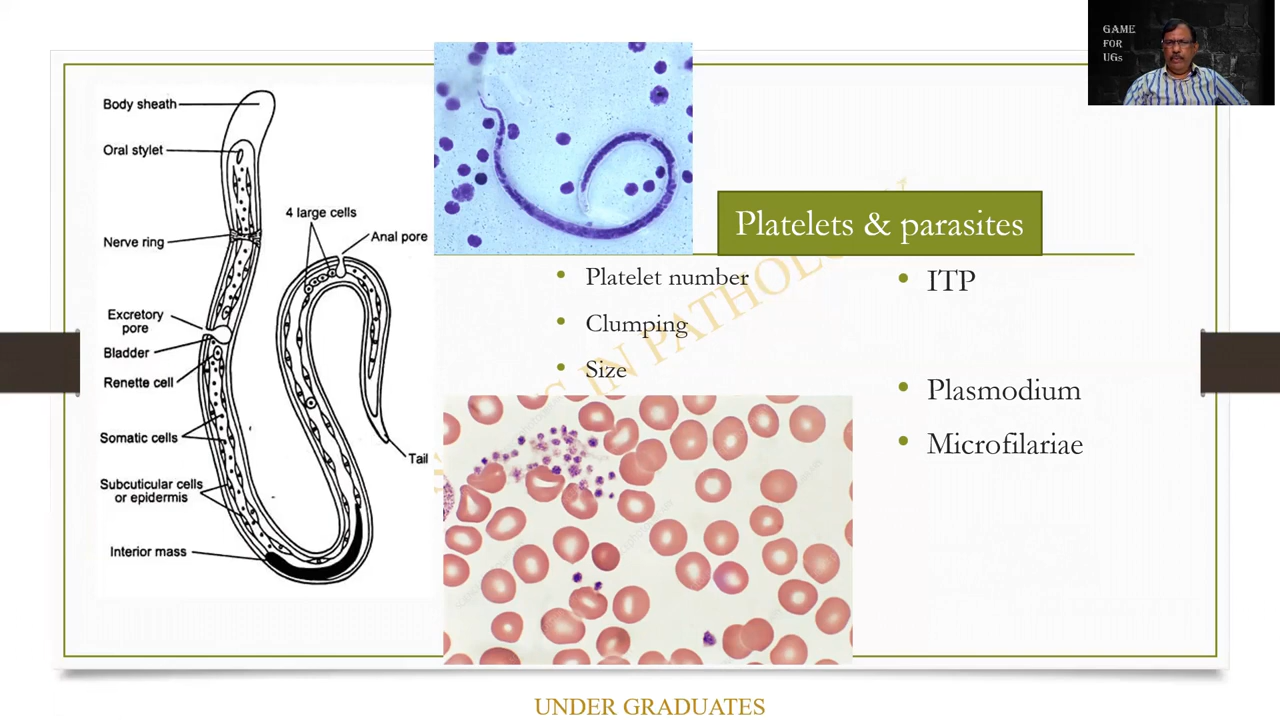 GAME
FOR
UGs
Body sheath
Oral stylet
Nerve ring
4 large cells
Anal pore
Excretory
pore
Bladder
Renette cell
Somatic cells
Subcuticular cells
or epidermis
Interior mass
Tail
Platelets & parasites
• Platelet number
• Clumping
• Size
• ITP
• Plasmodium
• Microfilariae
IN PATHOL
UNDER GRADUATES